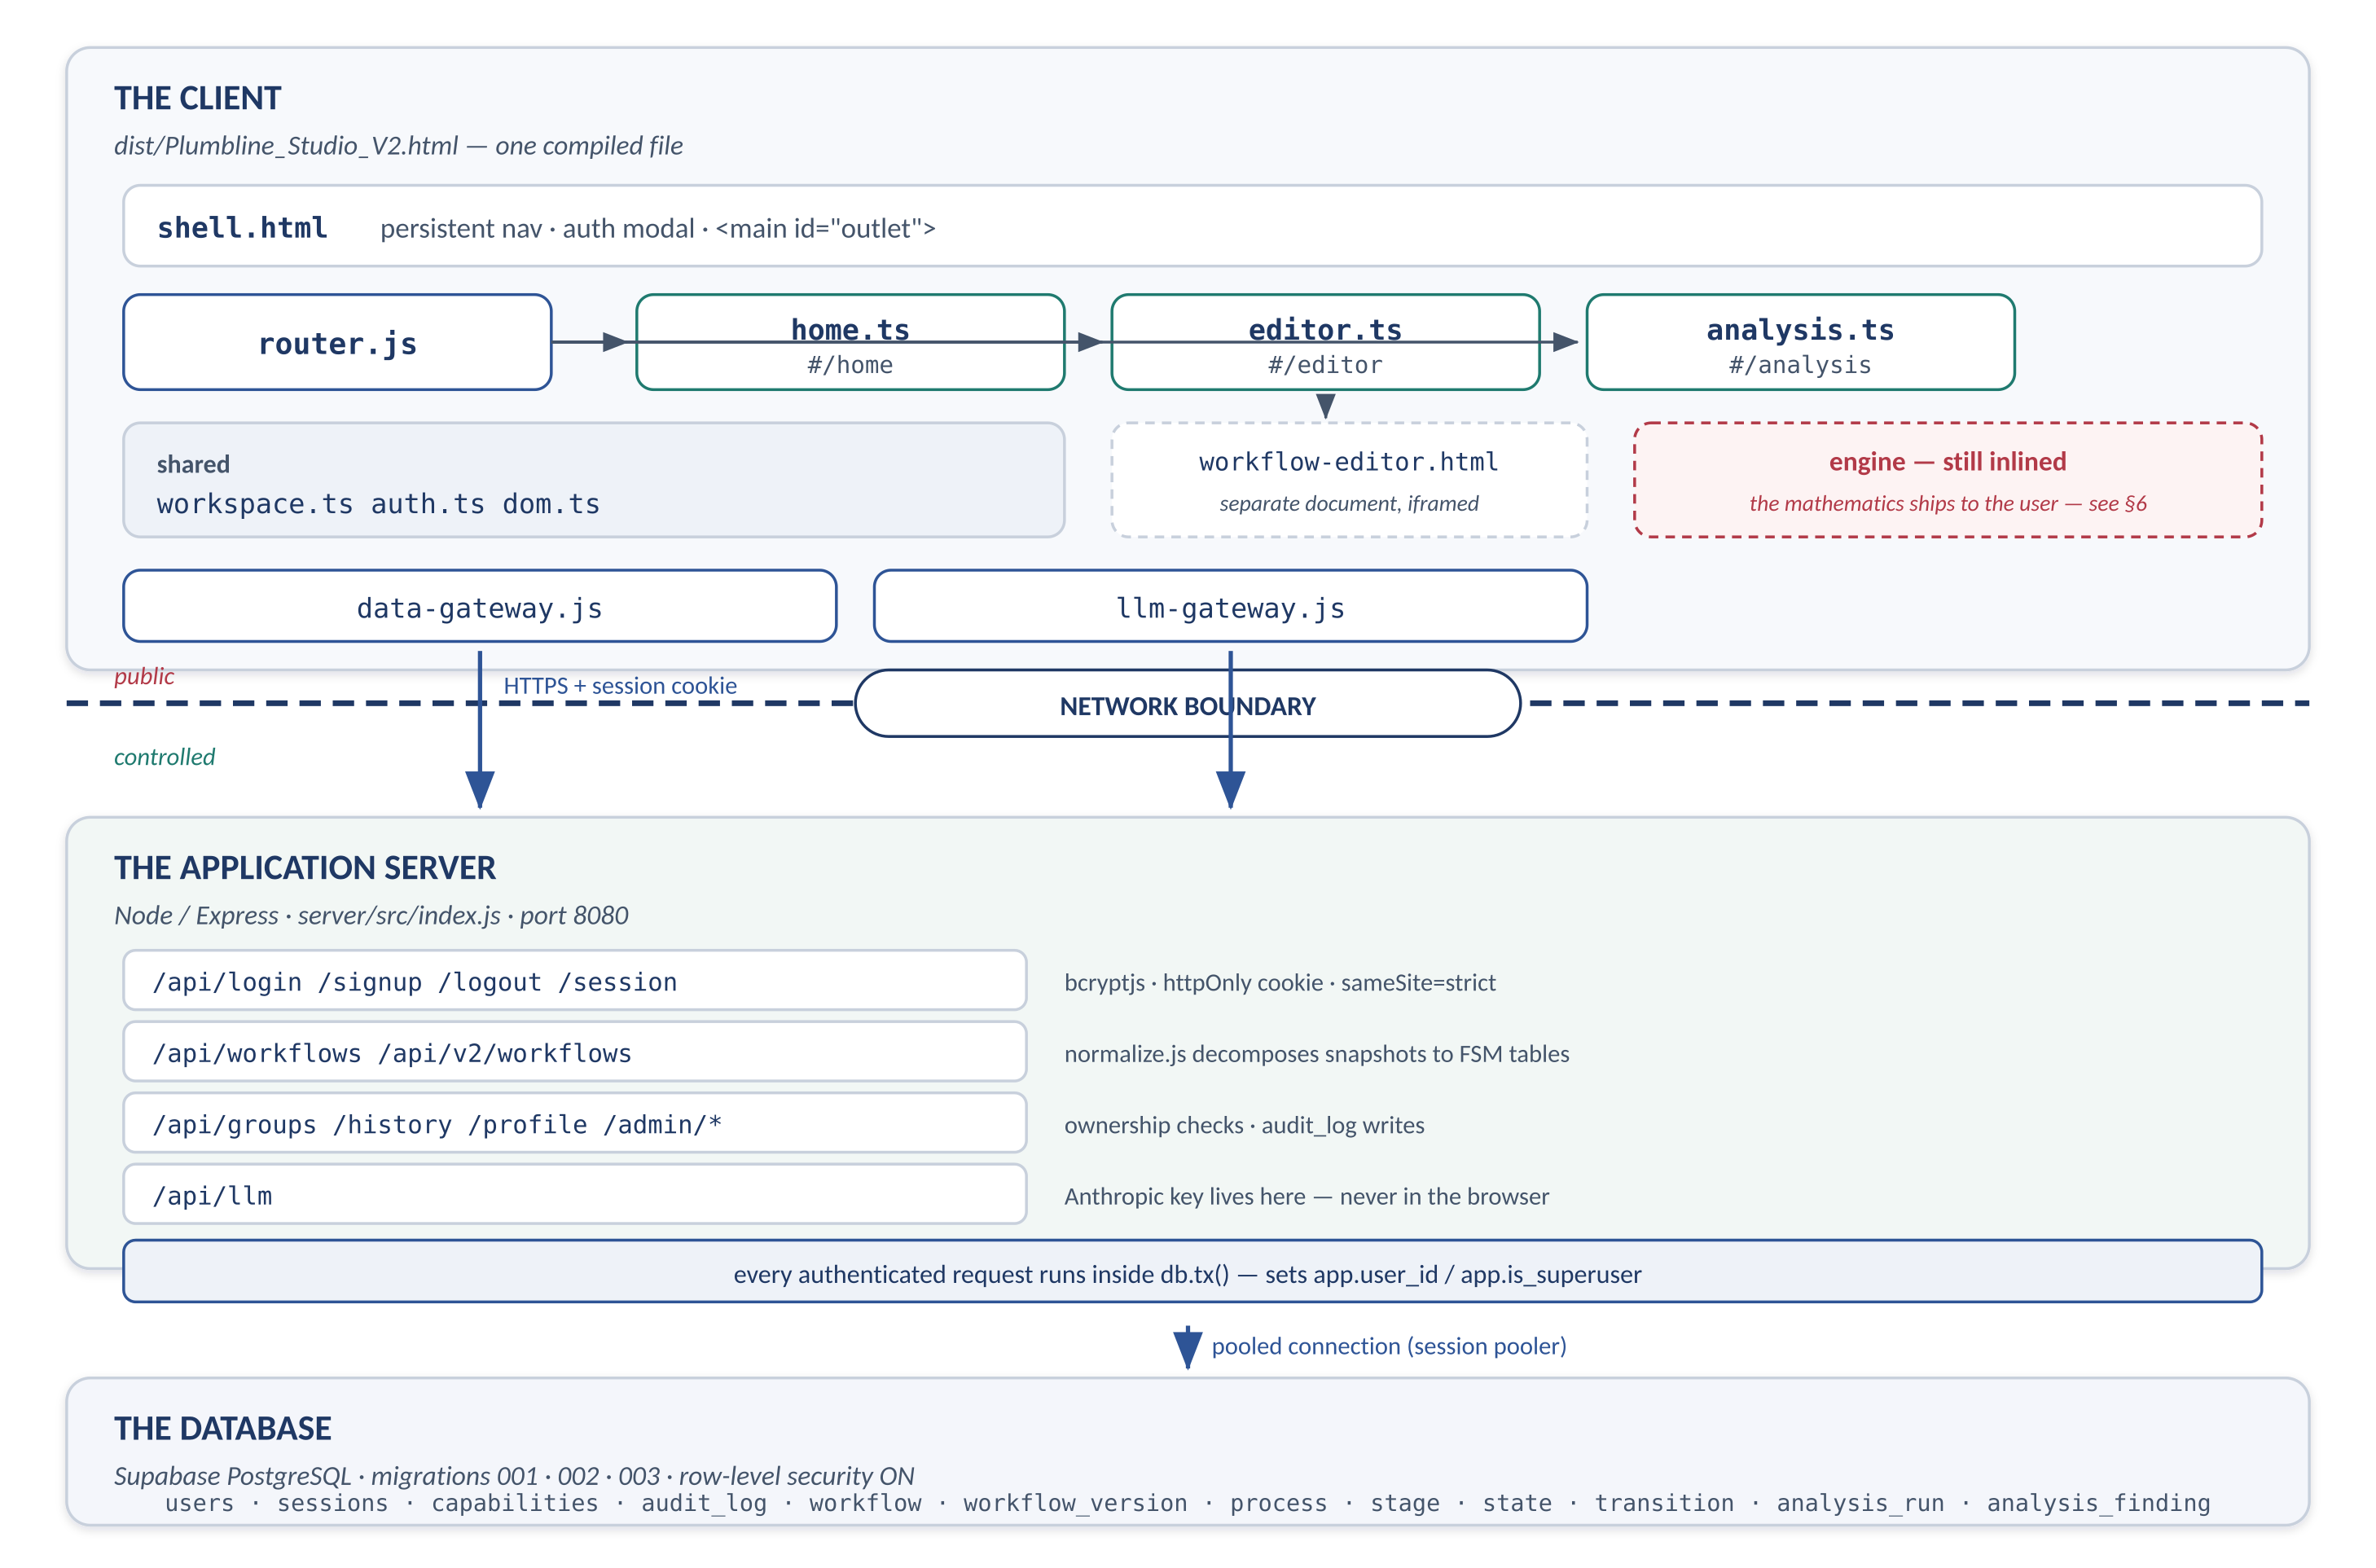 THE CLIENT
dist/Plumbline_Studio_V2.html — one compiled file
shell.html persistent nav · auth modal · <main id="outlet">
router.js
home.ts
#/home
editor.ts
#/editor
analysis.ts
#/analysis
shared
workspace.ts auth.ts dom.ts
workflow-editor.html
separate document, iframed
engine — still inlined
the mathematics ships to the user — see §6
data-gateway.js
llm-gateway.js
public
HTTPS + session cookie
NETWORK BOUNDARY
controlled
THE APPLICATION SERVER
Node / Express · server/src/index.js · port 8080
/api/login /signup /logout /session
bcryptjs · httpOnly cookie · sameSite=strict
/api/workflows /api/v2/workflows
normalize.js decomposes snapshots to FSM tables
/api/groups /history /profile /admin/*
ownership checks · audit_log writes
/api/llm
Anthropic key lives here — never in the browser
every authenticated request runs inside db.tx() — sets app.user_id / app.is_superuser
pooled connection (session pooler)
THE DATABASE
Supabase PostgreSQL · migrations 001 · 002 · 003 · row-level security ON
users · sessions · capabilities · audit_log · workflow · workflow_version · process · stage · state · transition · analysis_run · analysis_finding